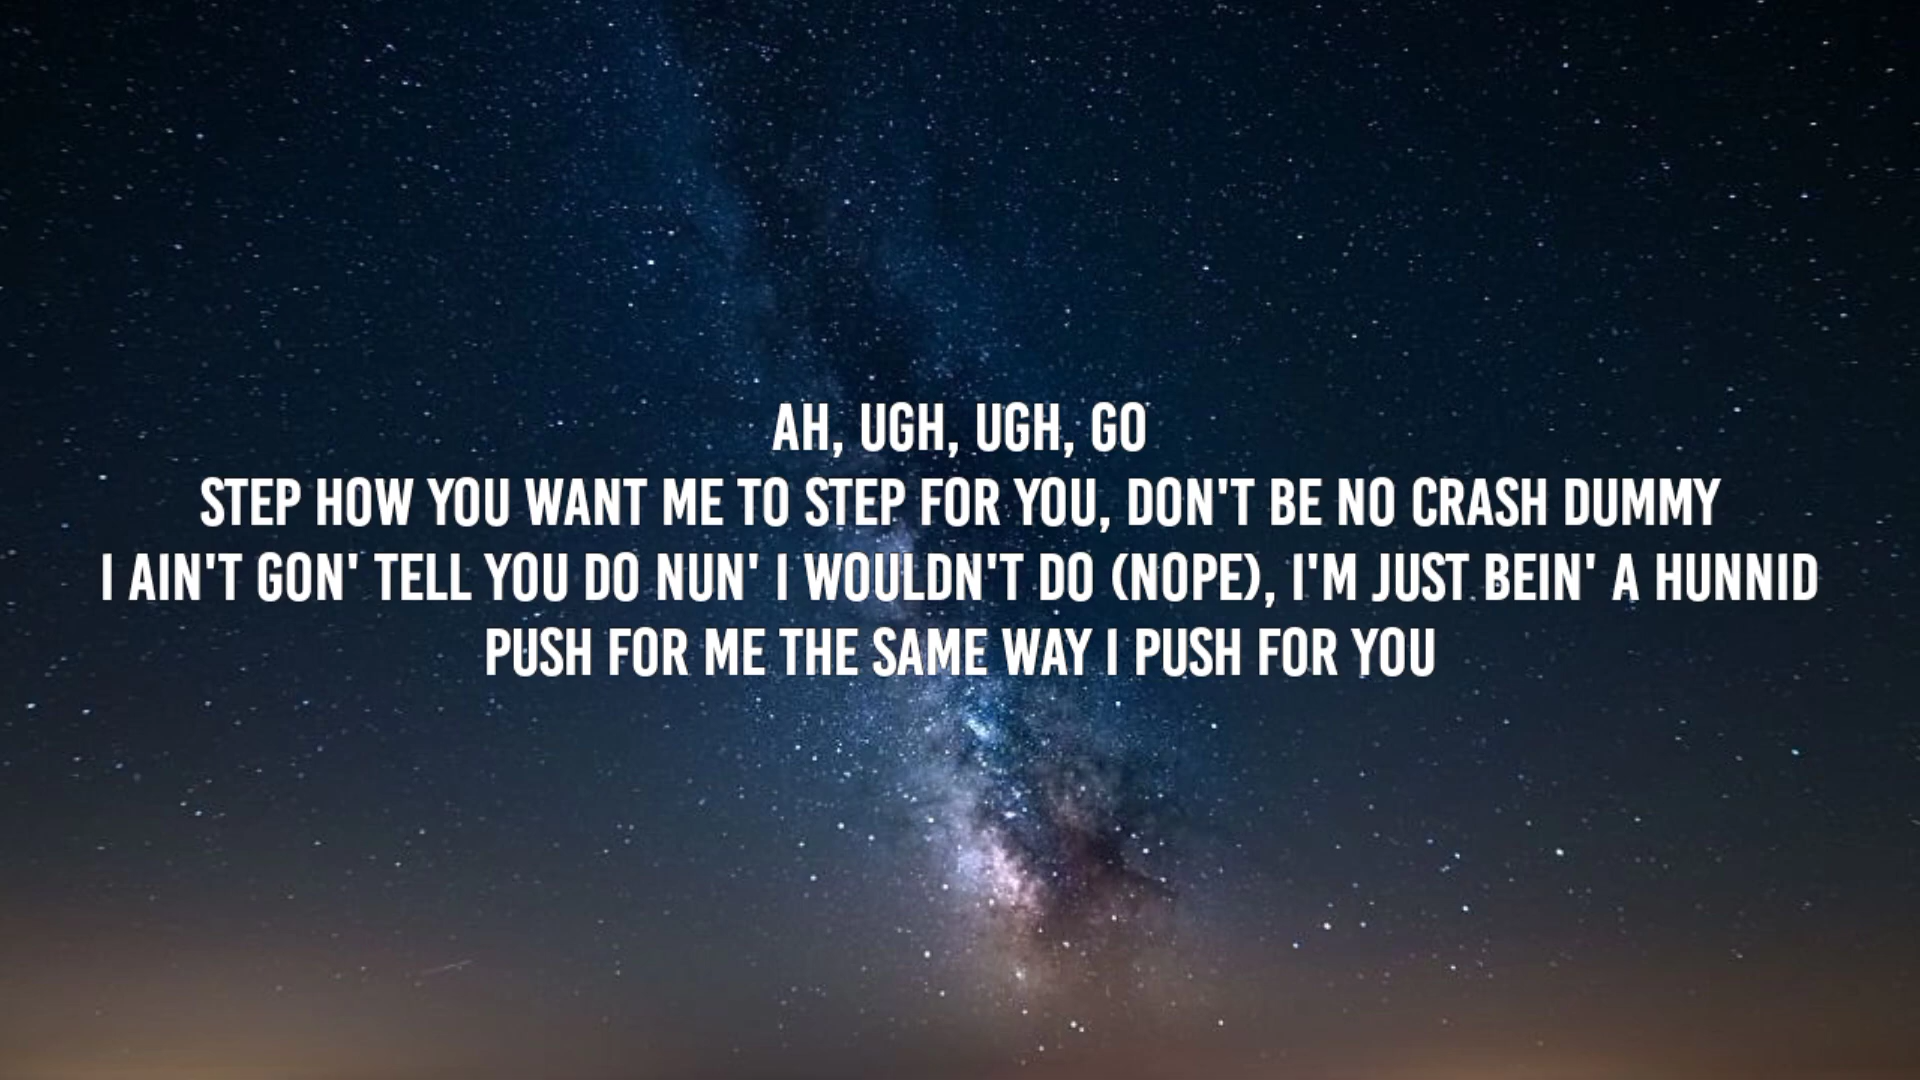 AH, UGH, UGH, GO
STEP HOW YOU WANT ME TO STEP FOR YOU, DON'T BE NO CRASH DUMMY
I AIN'T GON' TELL YOU DO NUN' I WOULDN'T DO (NOPE), I'M JUST BEIN' A HUNNID
PUSH FOR ME THE SAME WAY I PUSH FOR YOU